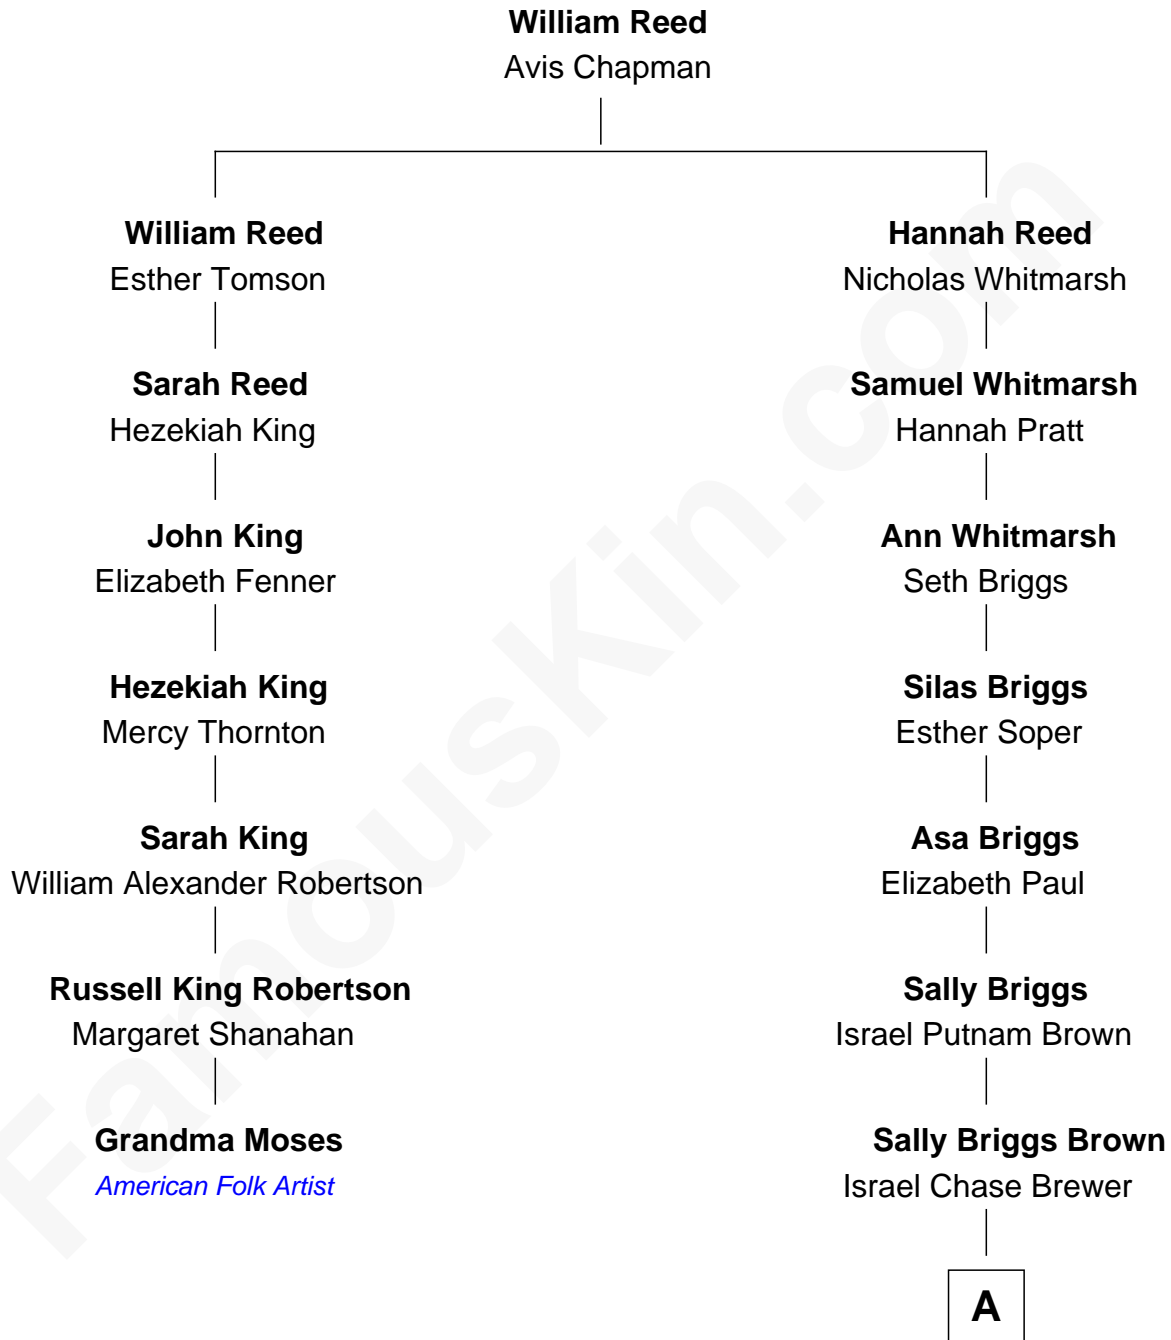 William Reed
Avis Chapman
William Reed
Esther Tomson
Hannah Reed
Nicholas Whitmarsh
Sarah Reed
Hezekiah King
Samuel Whitmarsh
Hannah Pratt
John King
Elizabeth Fenner
Ann Whitmarsh
Seth Briggs
Hezekiah King
Mercy Thornton
Silas Briggs
Esther Soper
Sarah King
William Alexander Robertson
Asa Briggs
Elizabeth Paul
Russell King Robertson
Margaret Shanahan
Sally Briggs
Israel Putnam Brown
Grandma Moses
American Folk Artist
Sally Briggs Brown
Israel Chase Brewer
A
FamousKin.com